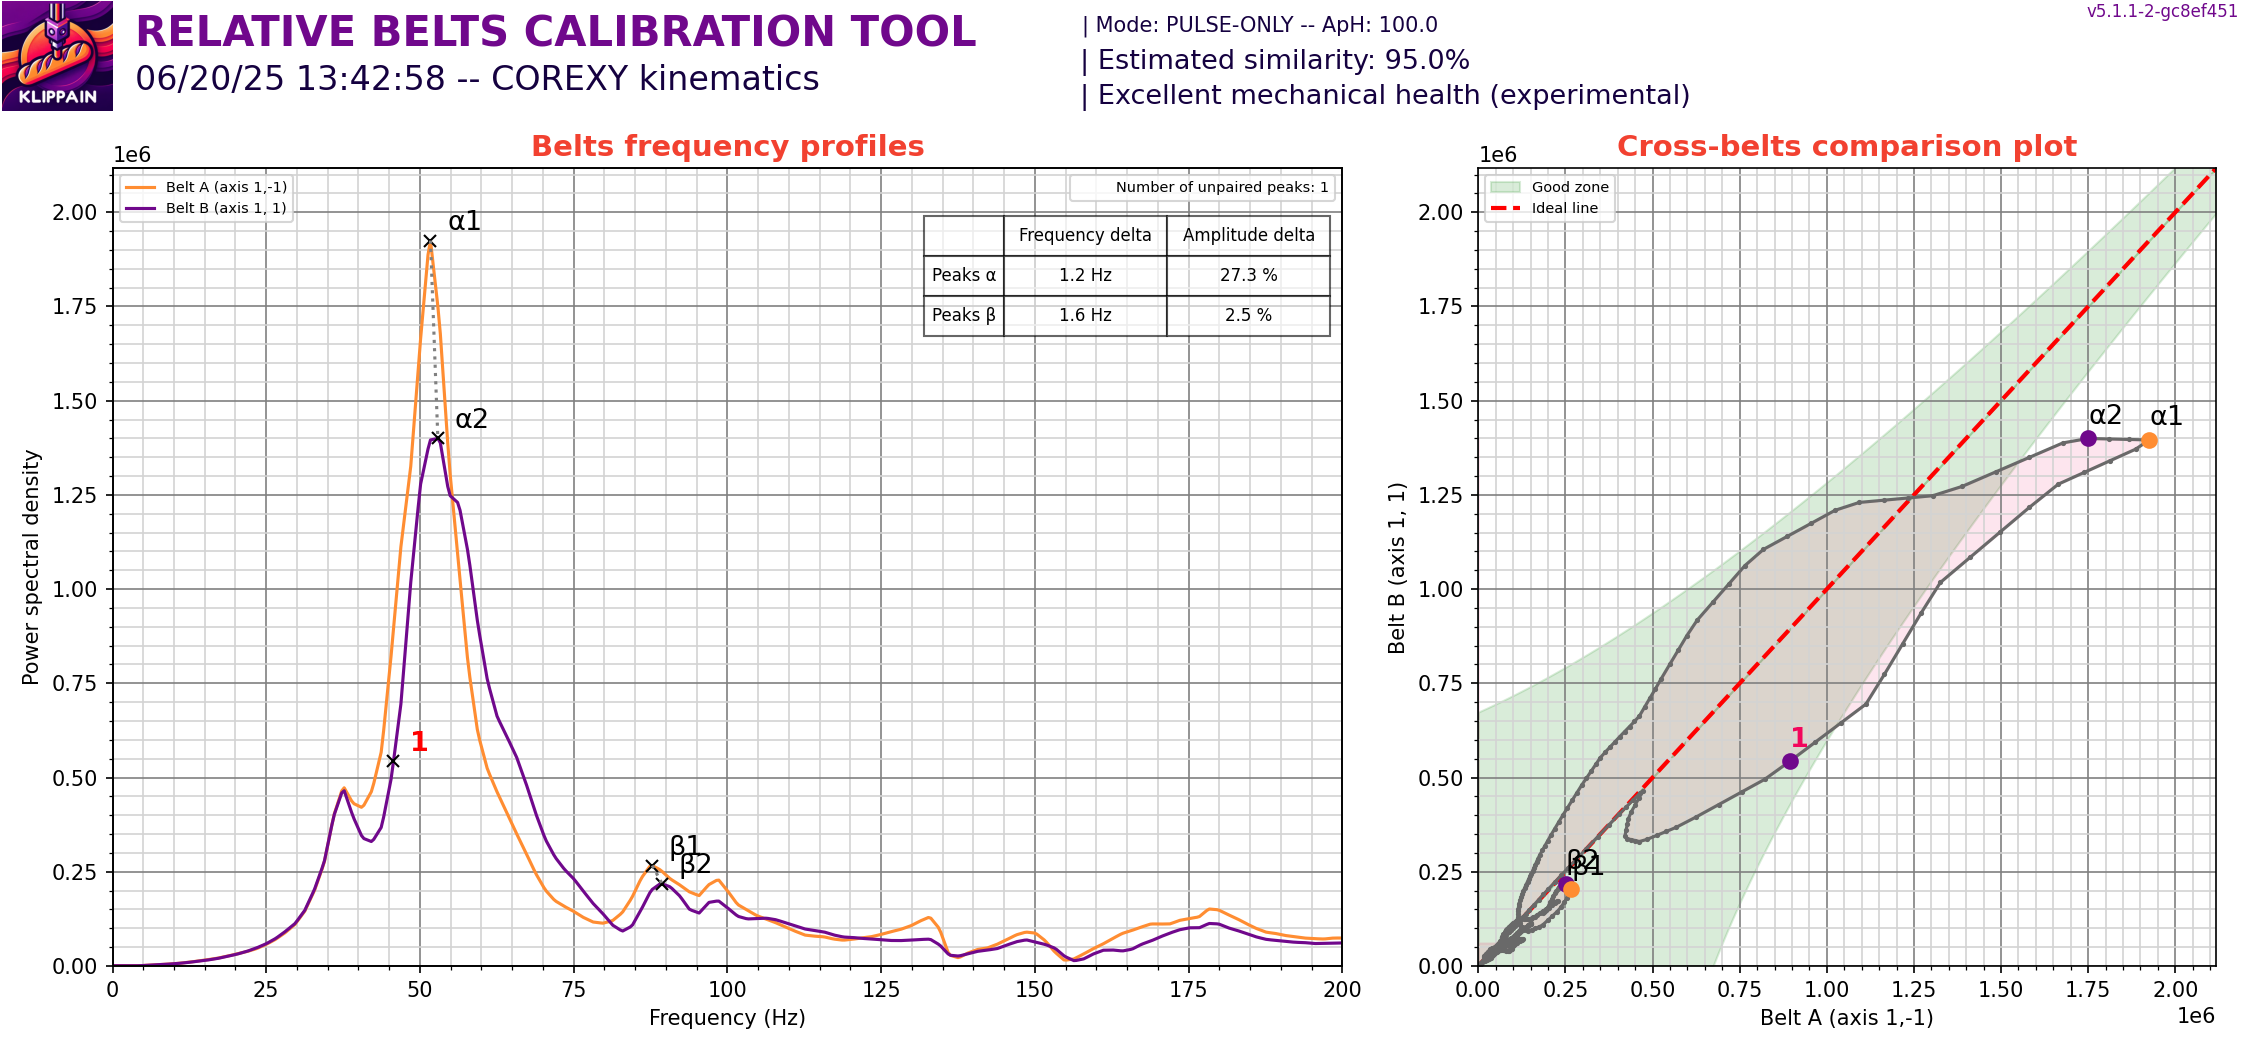 v5.1.1-2-gc8ef451
KLIPPAIN
RELATIVE BELTS CALIBRATION TOOL
06/20/25 13:42:58 -- COREXY kinematics
| Mode: PULSE-ONLY -- ApH: 100.0
| Estimated similarity: 95.0%
| Excellent mechanical health (experimental)
Belts frequency profiles
1e6
Belt A (axis 1,-1)
Belt B (axis 1, 1)
Number of unpaired peaks: 1
Frequency delta Amplitude delta
Peaks α 1.2 Hz 27.3 %
Peaks β 1.6 Hz 2.5 %
α1
α2
1
β1
β2
Power spectral density
2.00
1.75
1.50
1.25
1.00
0.75
0.50
0.25
0.00
0 25 50 75 100 125 150 175 200
Frequency (Hz)
Cross-belts comparison plot
1e6
Good zone
Ideal line
α2 α1
1
β2
β1
Belt B (axis 1, 1)
2.00
1.75
1.50
1.25
1.00
0.75
0.50
0.25
0.00
0.00 0.25 0.50 0.75 1.00 1.25 1.50 1.75 2.00
Belt A (axis 1,-1)
1e6